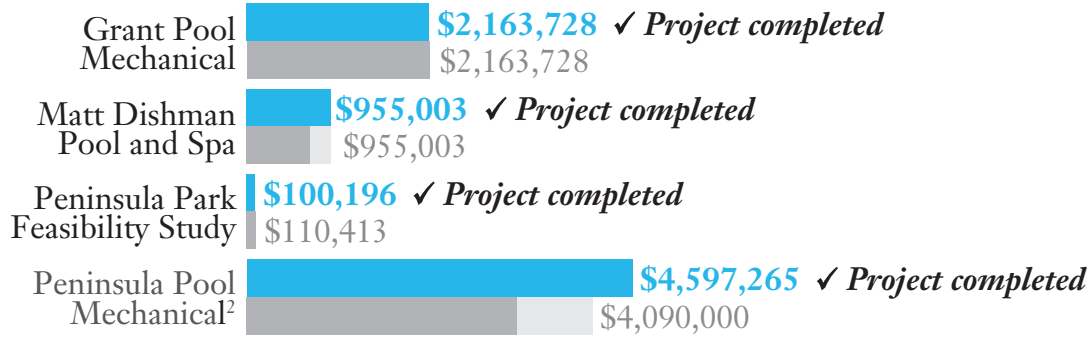 Grant Pool
Mechanical
$2,163,728 ✓ Project completed
$2,163,728
Matt Dishman
Pool and Spa
$955,003 ✓ Project completed
$955,003
Peninsula Park
Feasibility Study
$100,196 ✓ Project completed
$110,413
Peninsula Pool
Mechanical²
$4,597,265 ✓ Project completed
$4,090,000